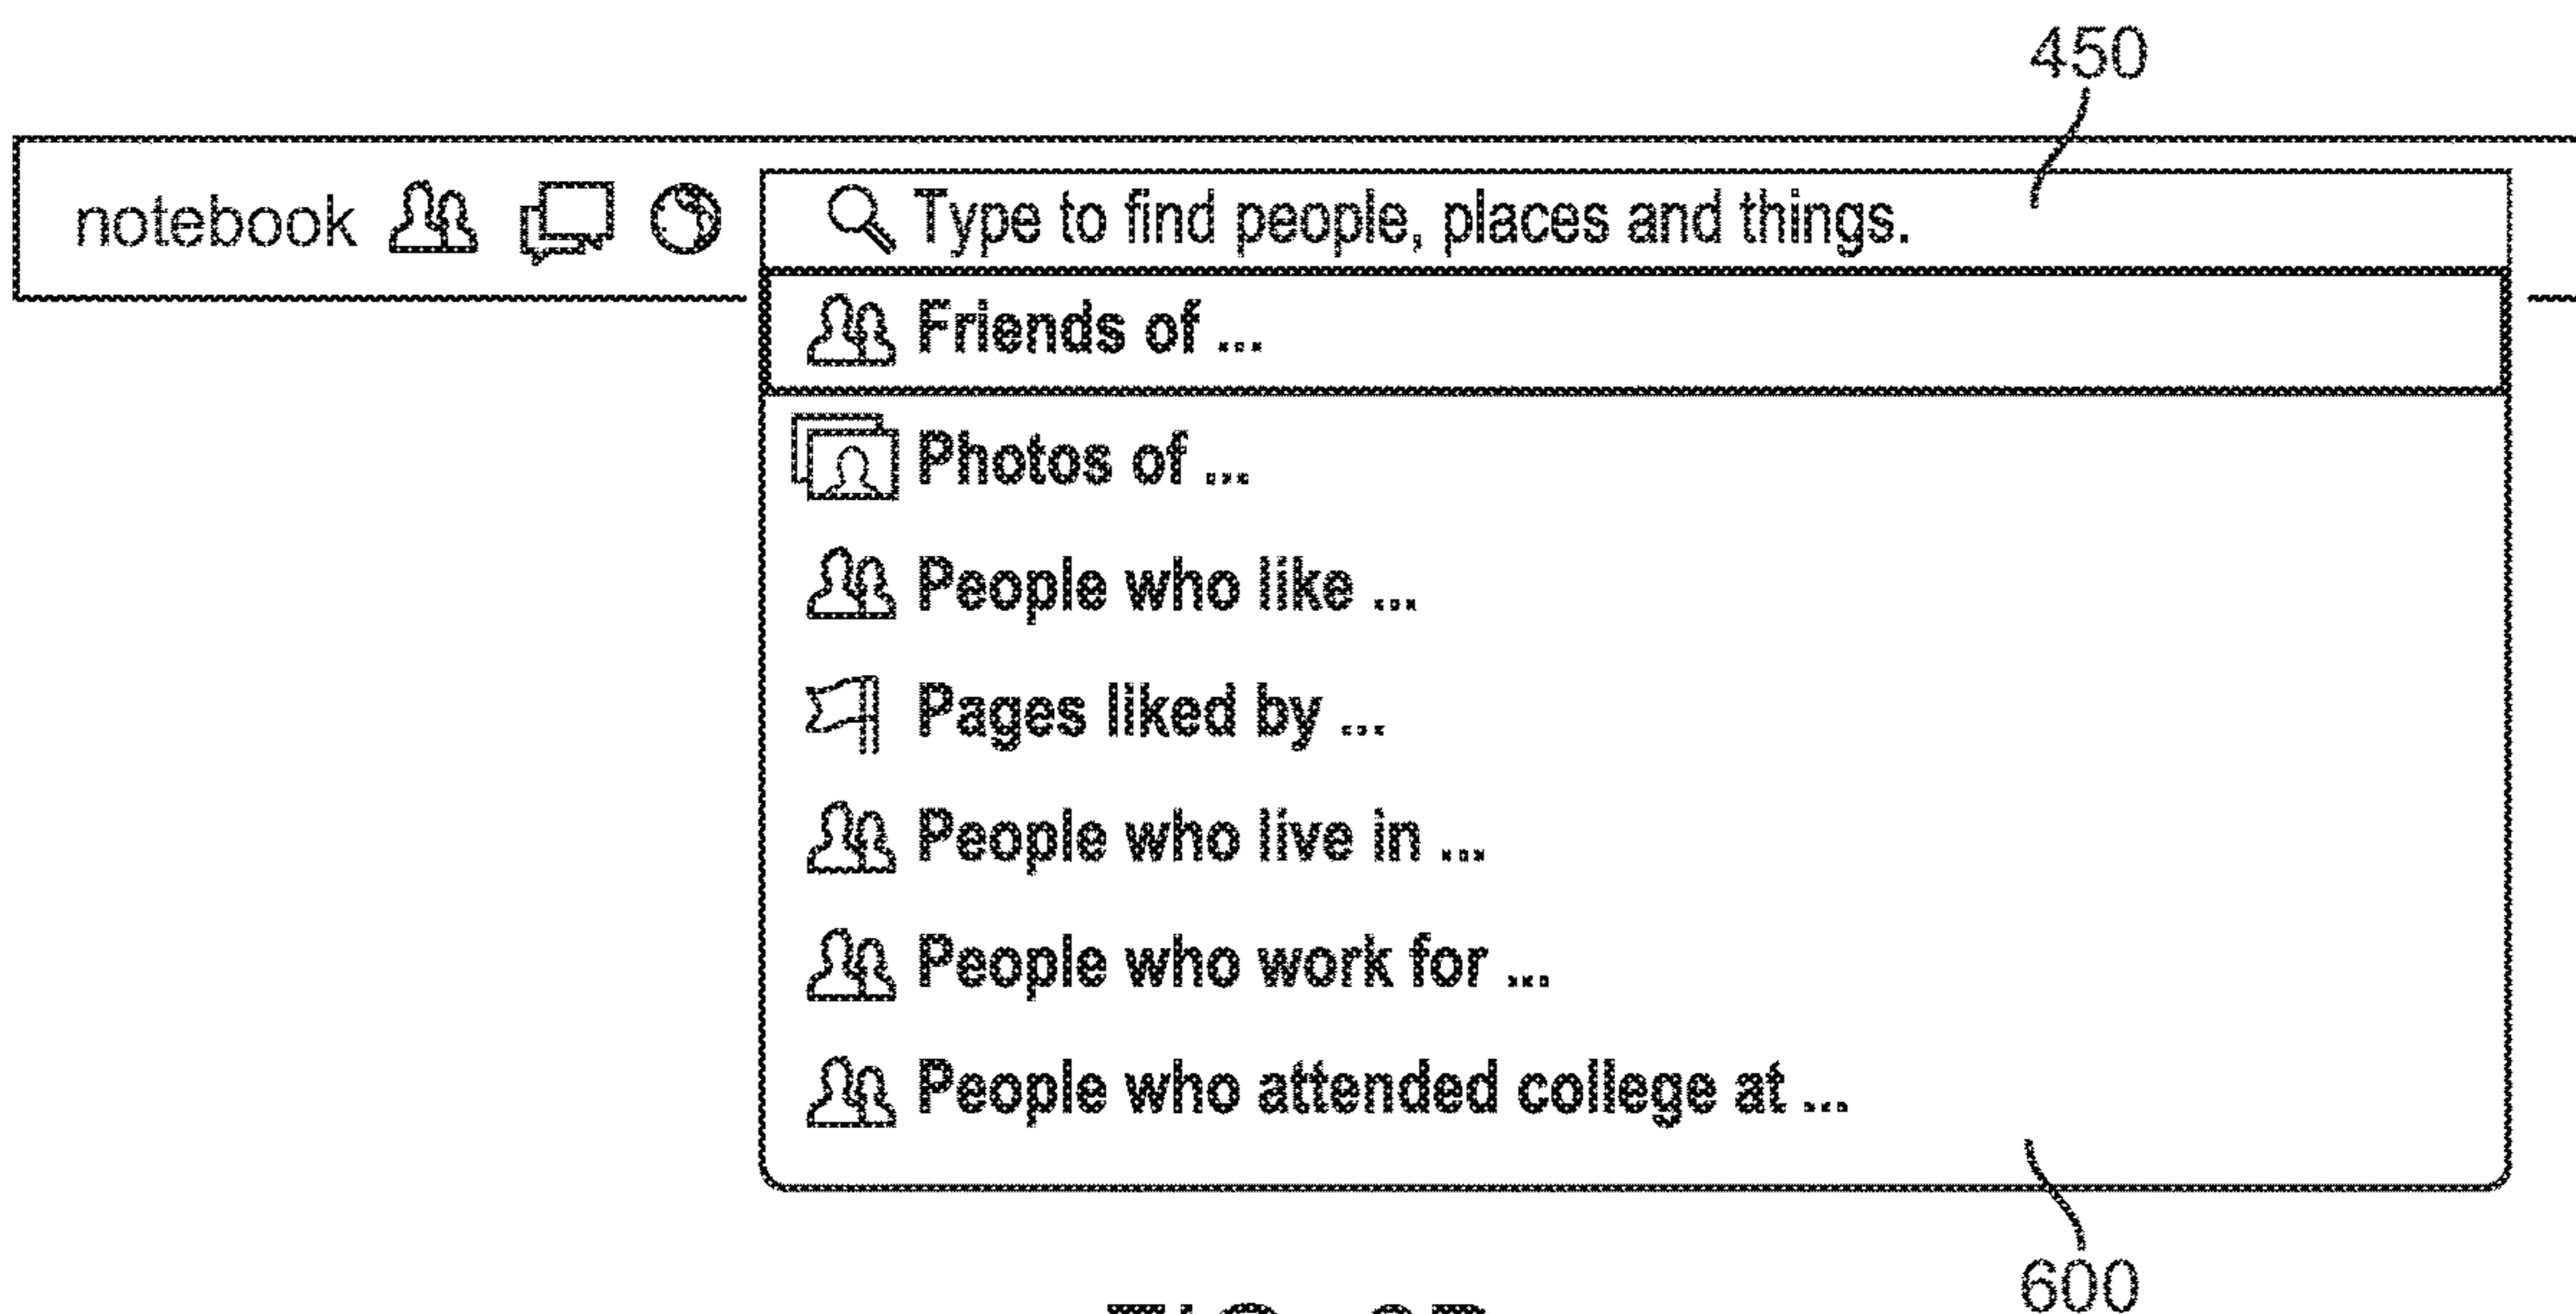 450
notebook
Type to find people, places and things.
Friends of ...
Photos of ...
People who like ...
Pages liked by ...
People who live in ...
People who work for ...
People who attended college at ...
600